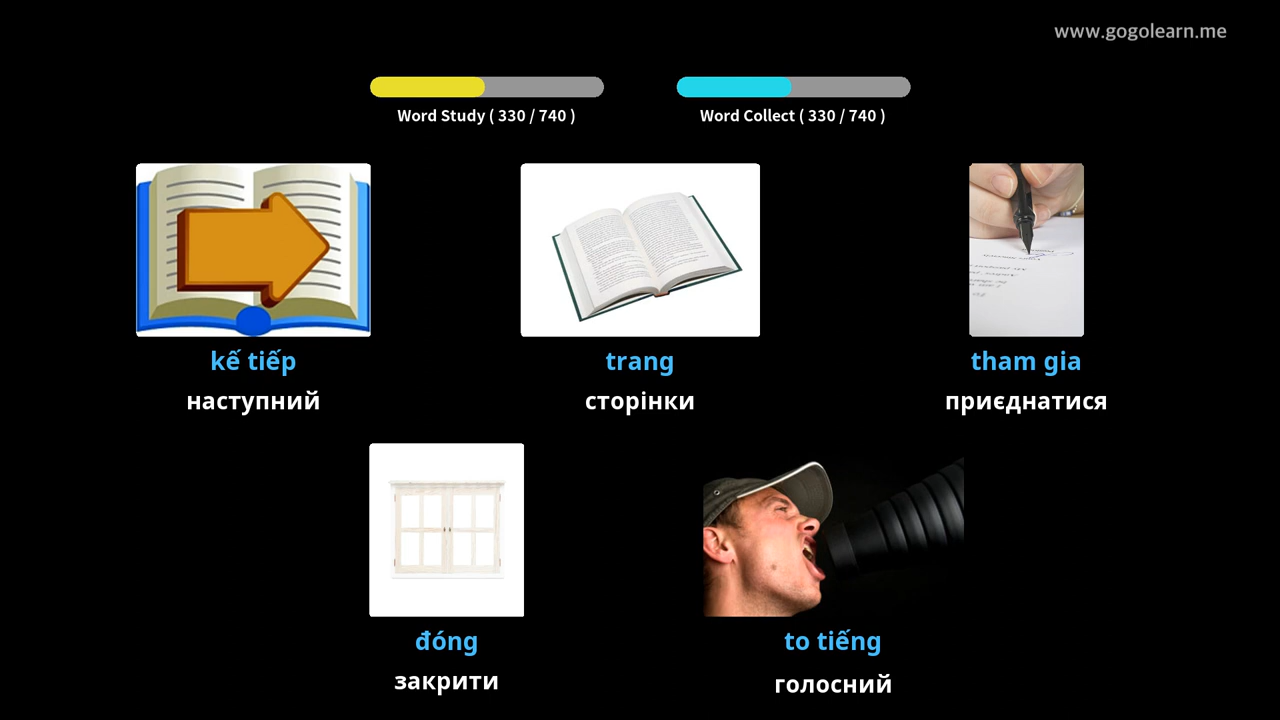 www.gogolearn.me
Word Study ( 330 / 740 )
Word Collect ( 330 / 740 )
kế tiếp
наступний
trang
сторінки
tham gia
приєднатися
đóng
закрити
to tiếng
голосний